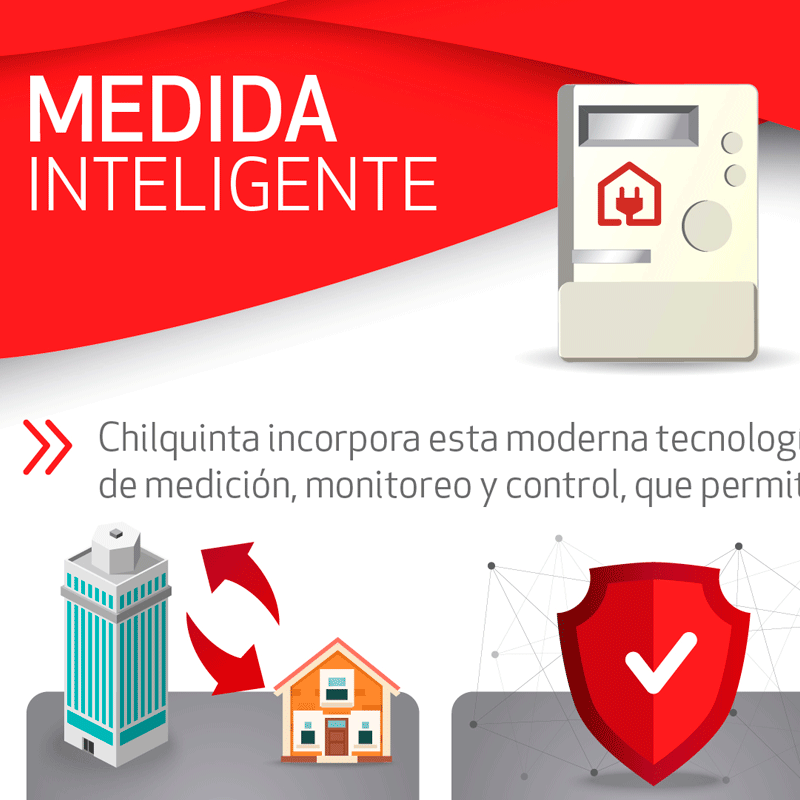 MEDIDA
INTELIGENTE
Chilquinta incorpora esta moderna
de medición, monitoreo y control, que